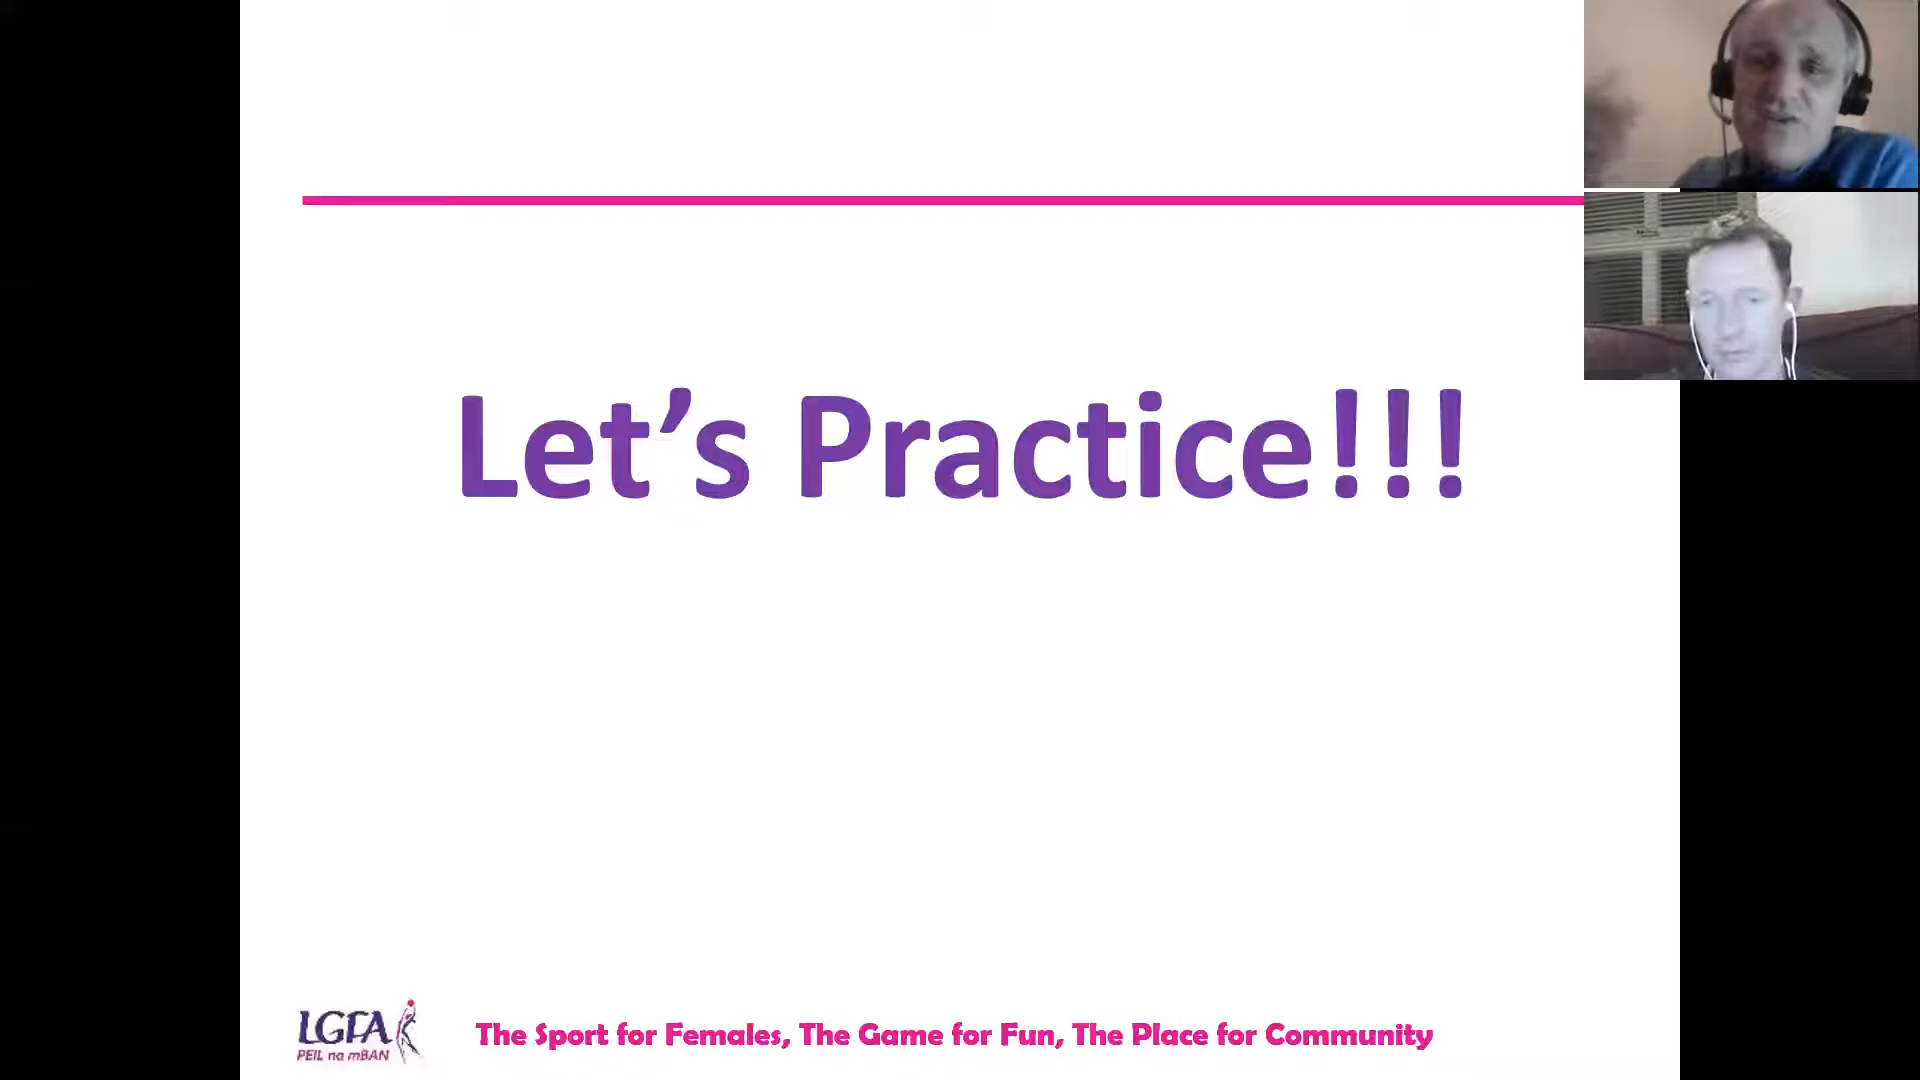 Let’s Practice!!!
LGFA
PEIL na mBAN
The Sport for Females, The Game for Fun, The Place for Community